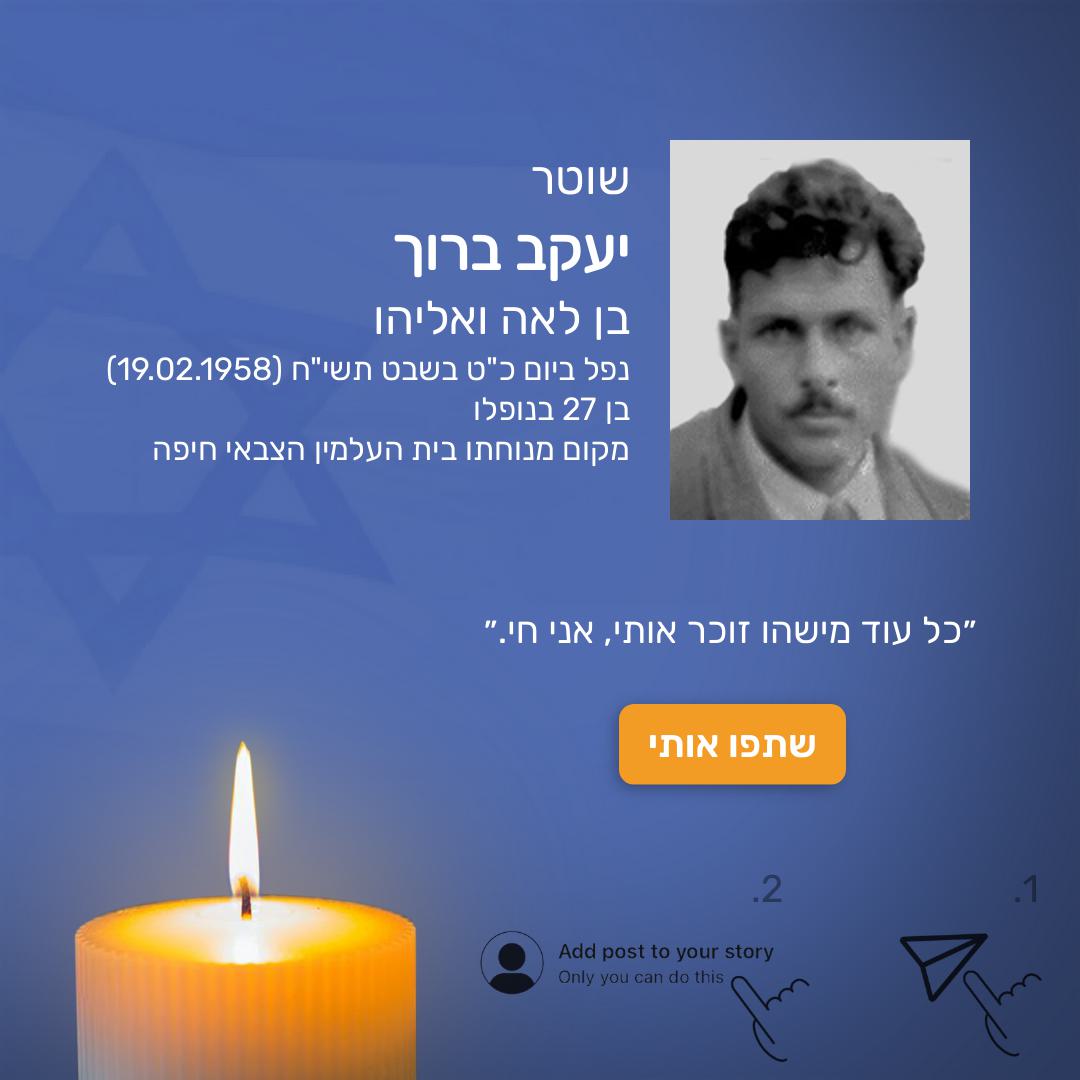 שוטר
יעקב ברוך
בן לאה ואליהו
נפל ביום כ"ט בשבט תשי"ח (19.02.1958)
בן 27 בנופלו
מקום מנוחתו בית העלמין הצבאי חיפה
״כל עוד מישהו זוכר אותי, אני חי.״
שתפו אותי
.1
.2
Add post to your story
Only you can do this